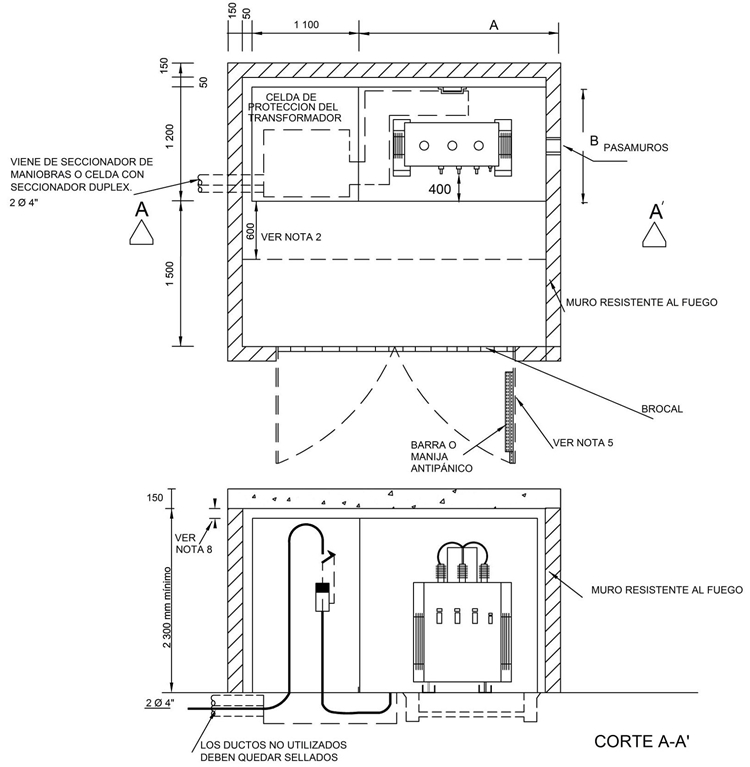 150
50
1 100
A
150
50
CELDA DE
PROTECCION DEL
TRANSFORMADOR
1 200
B
PASAMUROS
VIENE DE SECCIONADOR DE
MANIOBRAS O CELDA CON
SECCIONADOR DUPLEX.
2 Ø 4"
400
A
A'
600
VER NOTA 2
1 500
MURO RESISTENTE AL FUEGO
BROCAL
BARRA O
MANIJA
ANTIPÁNICO
VER NOTA 5
150
VER
NOTA 8
2 300 mm mínimo
MURO RESISTENTE AL FUEGO
2 Ø 4"
LOS DUCTOS NO UTILIZADOS
DEBEN QUEDAR SELLADOS
CORTE A-A'